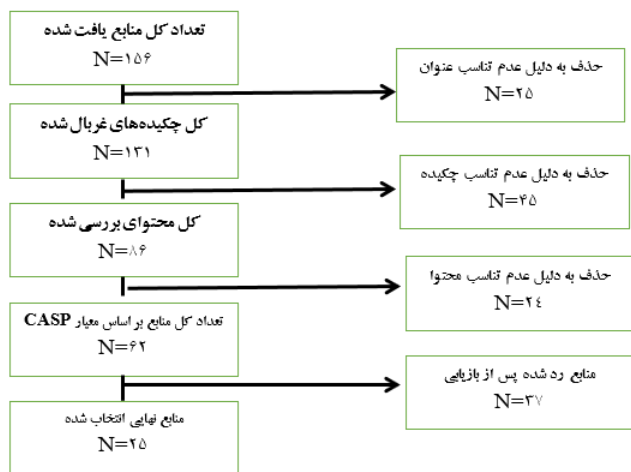 تعداد کل منابع یافت شده
N=۱۵۶
حذف به دلیل عدم تناسب عنوان
N=۲۵
کل چکیده‌های غربال شده
N=۱۳۱
حذف به دلیل عدم تناسب چکیده
N=۴۵
کل محتوای بررسی شده
N=۸۶
حذف به دلیل عدم تناسب محتوا
N=٢٤
تعداد کل منابع بر اساس معیار CASP
N=۶۲
منابع رد شده پس از بازیابی
N=۳۷
منابع نهایی انتخاب شده
N=۲۵